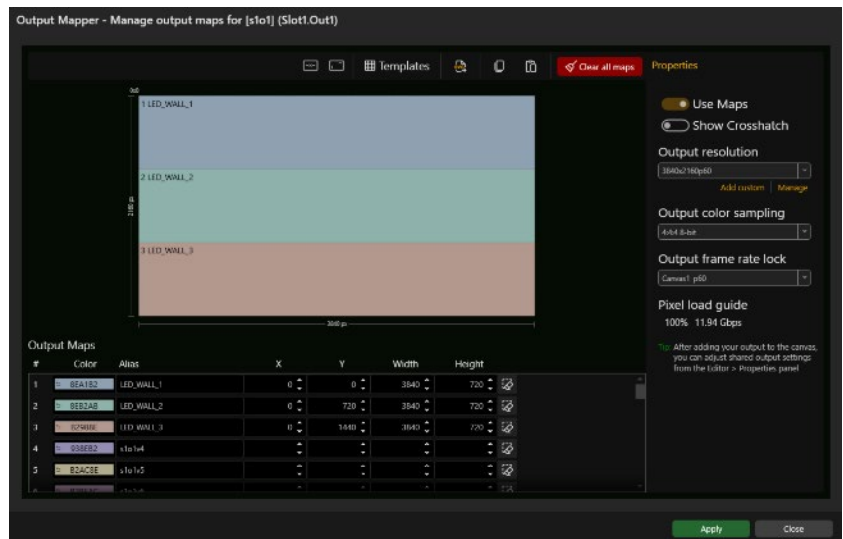 Output Mapper - Manage output maps for [s1o1] (Slot1.Out1)
Templates Clear all maps Properties
0x0
1 LED_WALL_1
2 LED_WALL_2
3 LED_WALL_3
2160 px
3840 px
Use Maps
Show Crosshatch
Output resolution
3840x2160p60
Add custom Manage
Output color sampling
4:4:4 8-bit
Output frame rate lock
Canvas1 p60
Pixel load guide
100% 11.94 Gbps
Tip: After adding your output to the canvas,
you can adjust shared output settings
from the Editor > Properties panel
Output Maps
# Color Alias X Y Width Height
1 8EA1B2 LED_WALL_1 0 0 3840 720
2 8EB2AB LED_WALL_2 0 720 3840 720
3 LED_WALL_3 0 1440 3840 720
4 938EB2 s1o1v4
5 B2AC8E s1o1v5
Apply Close